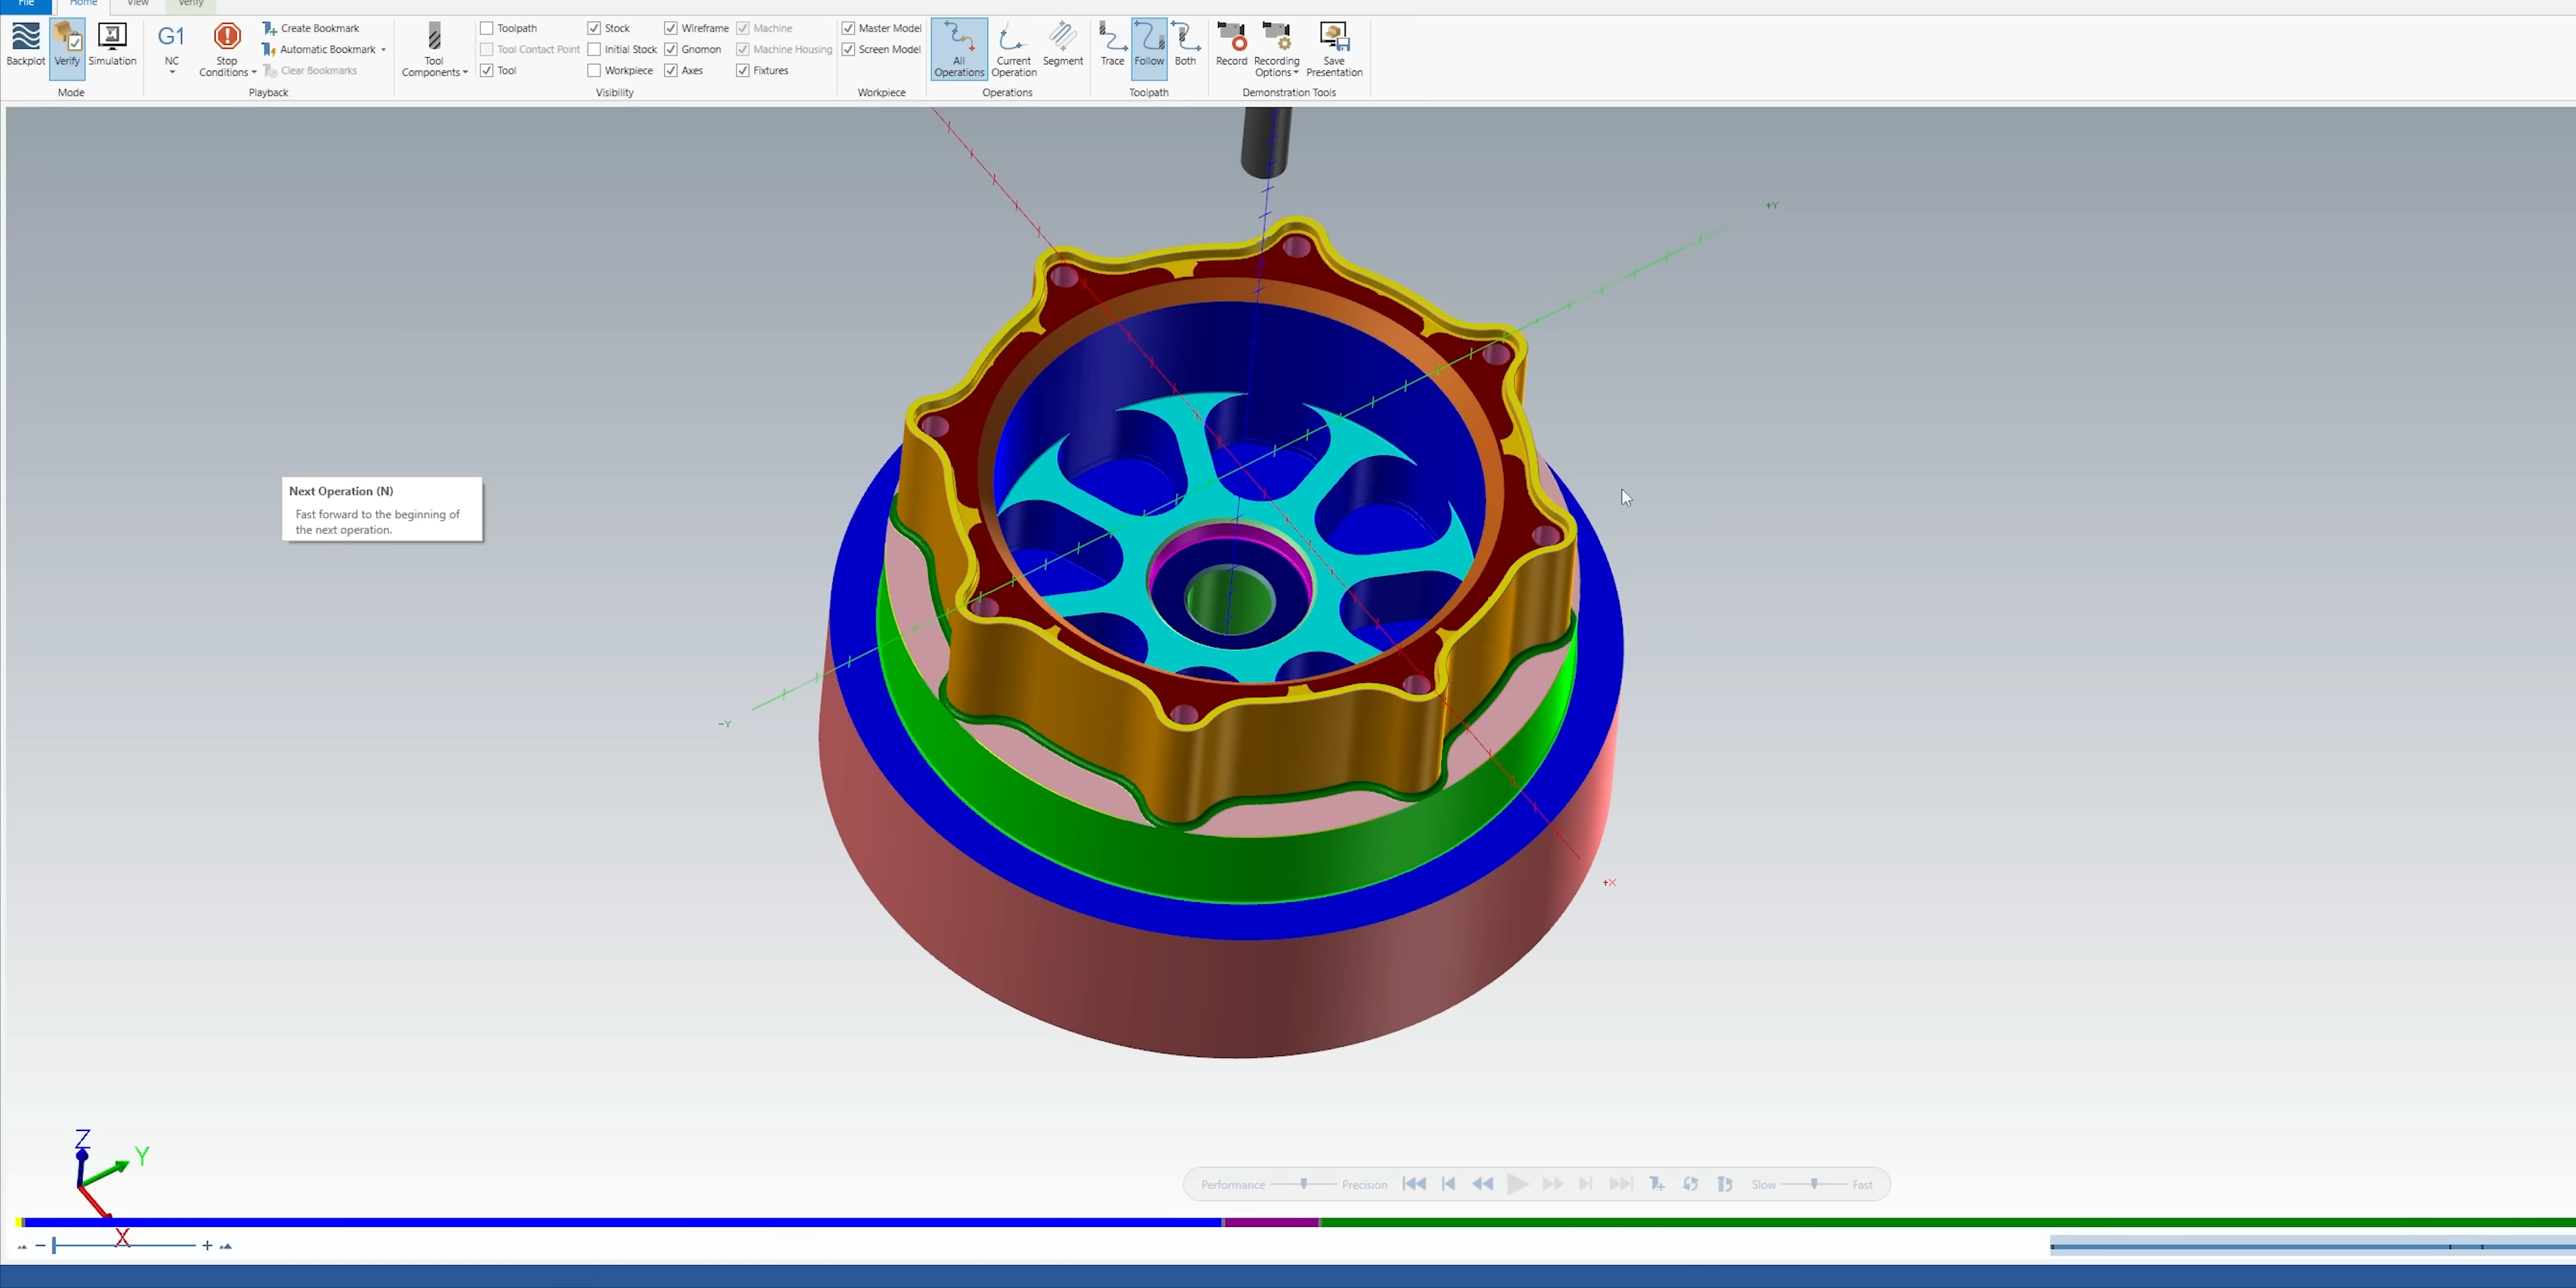 File Home View Verify
Backplot Verify Simulation
Mode
G1
NC
Stop
Conditions
Create Bookmark
Automatic Bookmark
Clear Bookmarks
Playback
Tool
Components
Toolpath
Tool Contact Point
Tool
Stock
Initial Stock
Workpiece
Wireframe
Gnomon
Axes
Machine
Machine Housing
Fixtures
Visibility
Master Model
Screen Model
Workpiece
All
Operations
Current
Operation
Segment
Operations
Trace Follow Both
Toolpath
Record
Recording
Options
Save
Presentation
Demonstration Tools
+Y
Next Operation (N)
Fast forward to the beginning of
the next operation.
-Y
+X
Z
Y
X
Performance Precision Slow Fast